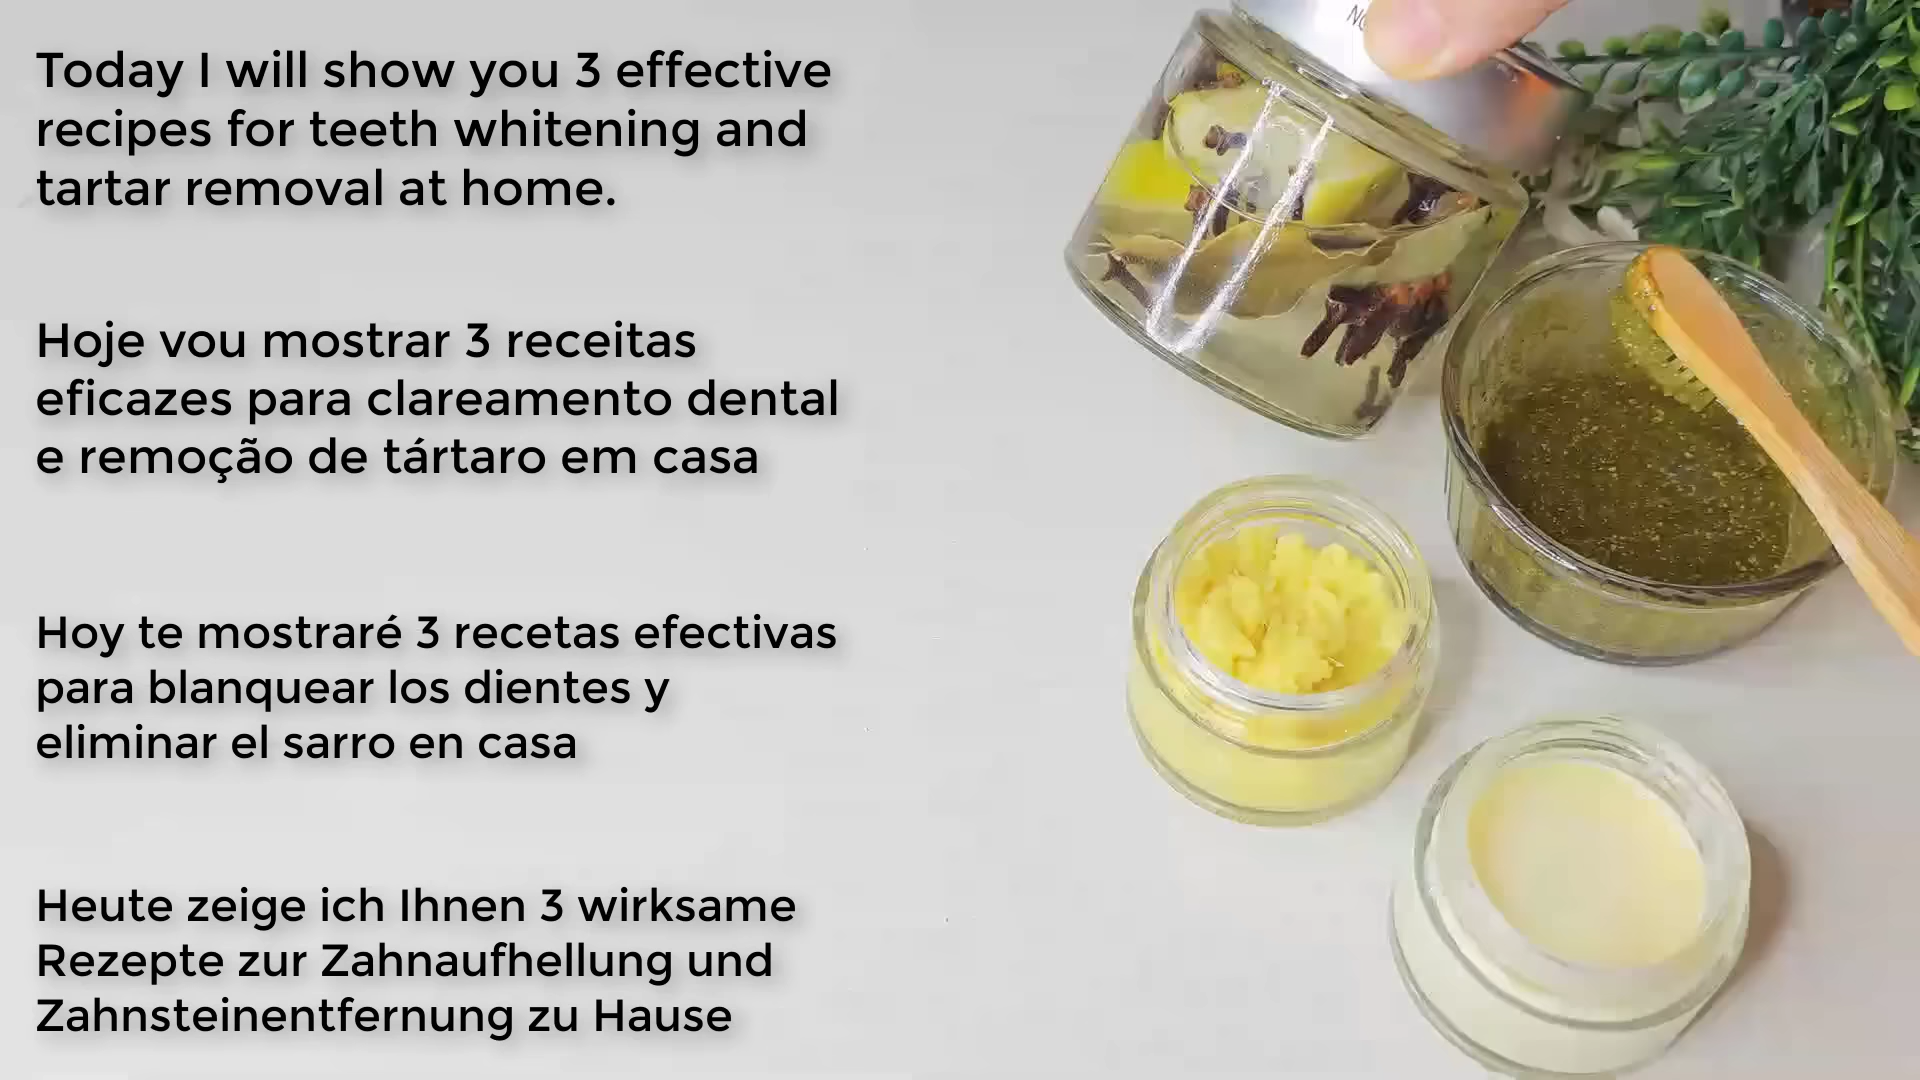 Today I will show you 3 effective
recipes for teeth whitening and
tartar removal at home.
Hoje vou mostrar 3 receitas
eficazes para clareamento dental
e remoção de tártaro em casa
Hoy te mostraré 3 recetas efectivas
para blanquear los dientes y
eliminar el sarro en casa
Heute zeige ich Ihnen 3 wirksame
Rezepte zur Zahnaufhellung und
Zahnsteinentfernung zu Hause